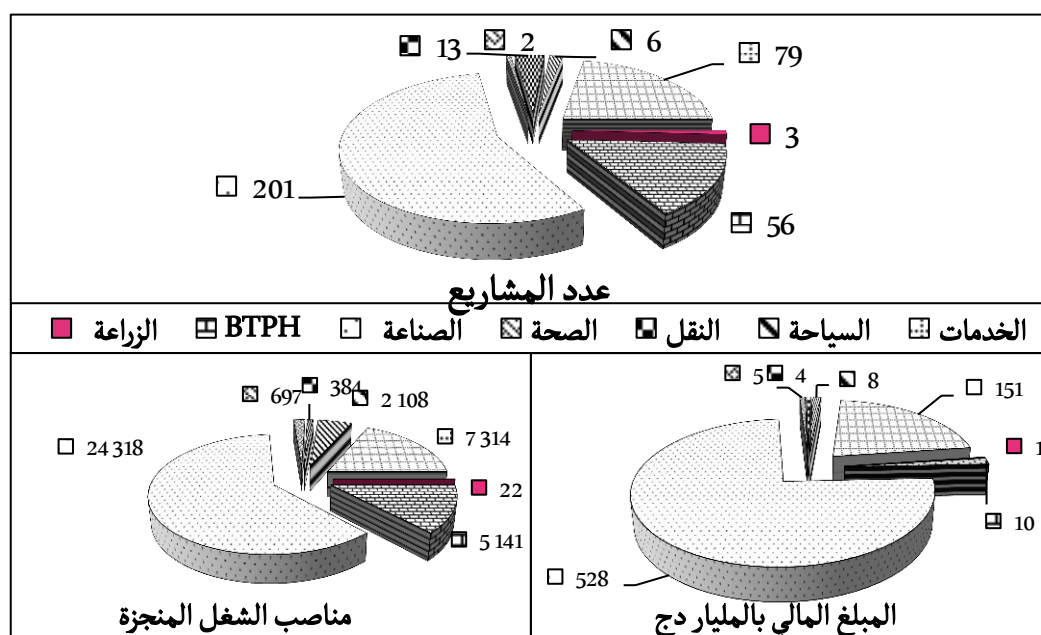 13 2 6 79
3
201
56
عدد المشاريع
الزراعة BTPH الصناعة الصحة النقل السياحة الخدمات
697 384 2 108
24 318
7 314
22
5 141
مناصب الشغل المنجزة
5 4 8 151
1
10
528
المبلغ المالي بالمليار دج